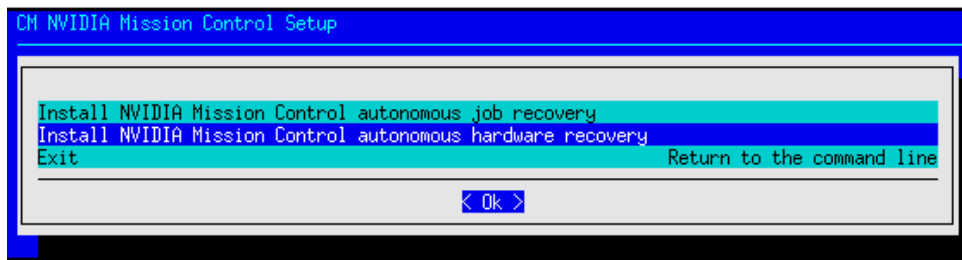 CM NVIDIA Mission Control Setup
Install NVIDIA Mission Control autonomous job recovery
Install NVIDIA Mission Control autonomous hardware recovery
Exit Return to the command line
< Ok >